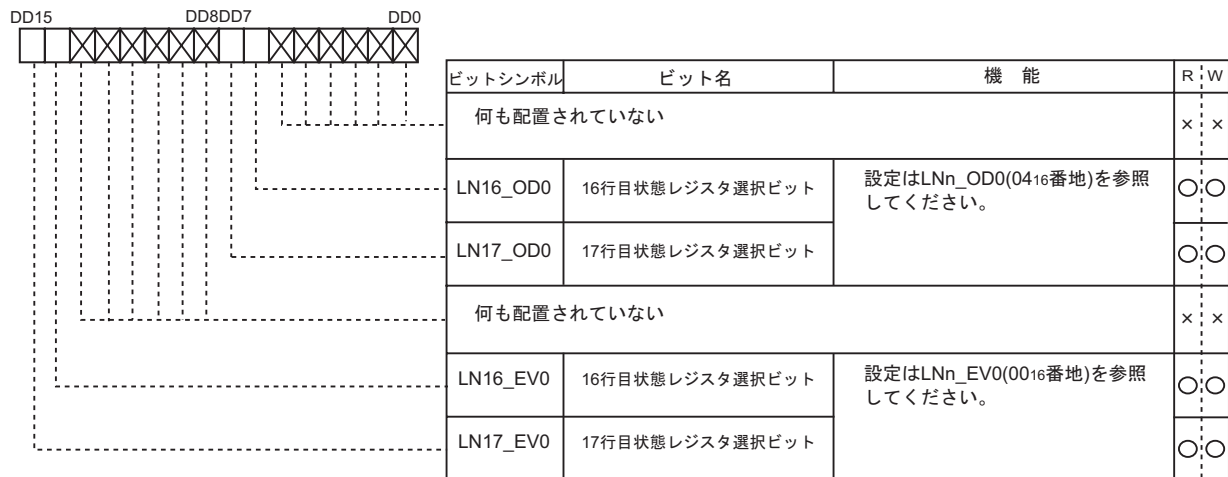 DD15 DD8DD7 DD0
ビットシンボル ビット名 機 能 R W
何も配置されていない × ×
LN16_OD0 16行目状態レジスタ選択ビット 設定はLNn_OD0(0416番地)を参照してください。 ○ ○
LN17_OD0 17行目状態レジスタ選択ビット ○ ○
何も配置されていない × ×
LN16_EV0 16行目状態レジスタ選択ビット 設定はLNn_EV0(0016番地)を参照してください。 ○ ○
LN17_EV0 17行目状態レジスタ選択ビット ○ ○